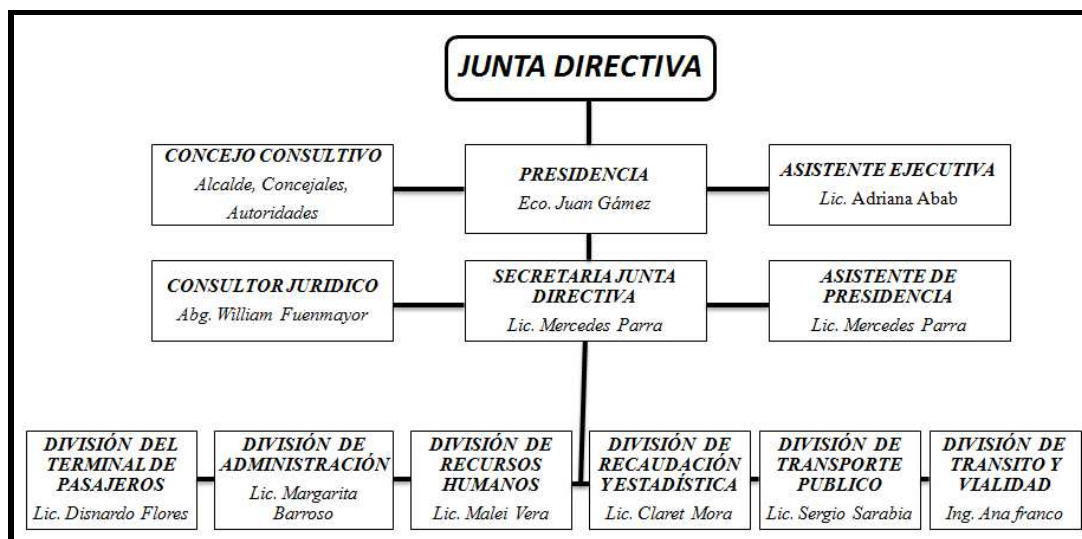 JUNTA DIRECTIVA
CONCEJO CONSULTIVO
Alcalde, Concejales,
Autoridades
PRESIDENCIA
Eco. Juan Gámez
ASISTENTE EJECUTIVA
Lic. Adriana Abab
CONSULTOR JURIDICO
Abg. William Fuenmayor
SECRETARIA JUNTA
DIRECTIVA
Lic. Mercedes Parra
ASISTENTE DE
PRESIDENCIA
Lic. Mercedes Parra
DIVISIÓN DEL
TERMINAL DE
PASAJEROS
Lic. Disnardo Flores
DIVISIÓN DE
ADMINISTRACIÓN
Lic. Margarita
Barroso
DIVISIÓN DE
RECURSOS
HUMANOS
Lic. Malei Vera
DIVISIÓN DE
RECAUDACIÓN
Y ESTADÍSTICA
Lic. Claret Mora
DIVISIÓN DE
TRANSPORTE
PUBLICO
Lic. Sergio Sarabia
DIVISIÓN DE
TRANSITO Y
VIALIDAD
Ing. Ana franco